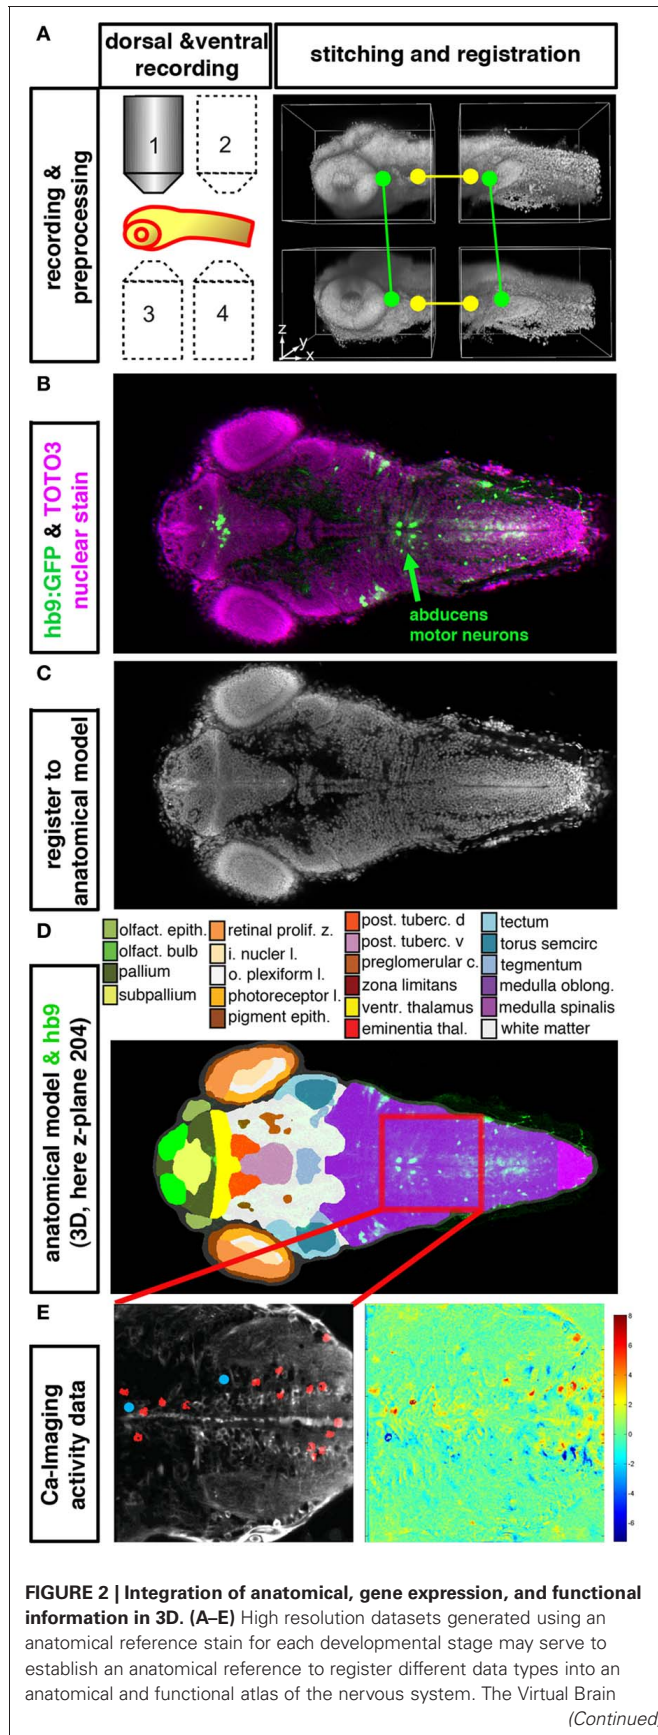 A
dorsal &ventral
recording
stitching and registration
recording &
preprocessing
1
2
3
4
z
y
x
B
hb9:GFP & TOTO3
nuclear stain
abducens
motor neurons
C
register to
anatomical model
D
anatomical model & hb9
(3D, here z-plane 204)
olfact. epith.
olfact. bulb
pallium
subpallium
retinal prolif. z.
i. nucler l.
o. plexiform l.
photoreceptor l.
pigment epith.
post. tuberc. d
post. tuberc. v
preglomerular c.
zona limitans
ventr. thalamus
eminentia thal.
tectum
torus semcirc
tegmentum
medulla oblong.
medulla spinalis
white matter
E
Ca-Imaging
activity data
8
6
4
2
0
-2
-4
-6
FIGURE 2 | Integration of anatomical, gene expression, and functional
information in 3D. (A–E) High resolution datasets generated using an
anatomical reference stain for each developmental stage may serve to
establish an anatomical reference to register different data types into an
anatomical and functional atlas of the nervous system. The Virtual Brain
(Continued)